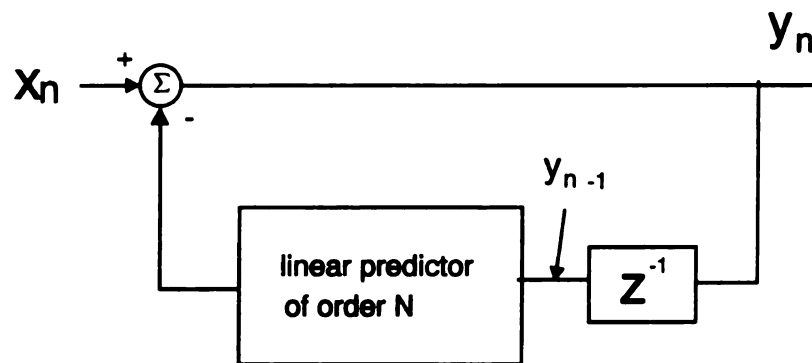 yₙ
xₙ
+
Σ
-
yₙ₋₁
linear predictor
of order N
z⁻¹